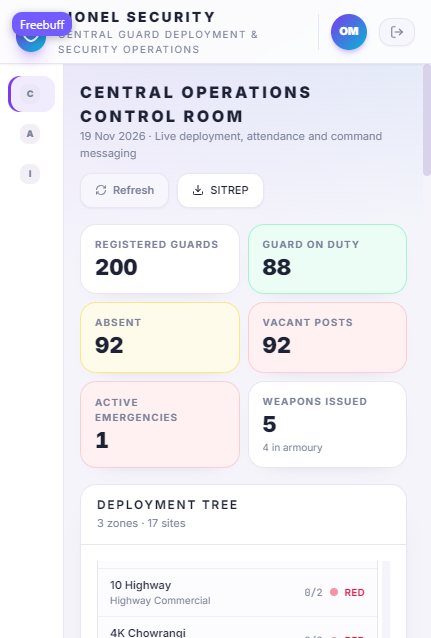 Freebuff
IONEL SECURITY
CENTRAL GUARD DEPLOYMENT &
SECURITY OPERATIONS
OM
C
A
I
CENTRAL OPERATIONS
CONTROL ROOM
19 Nov 2026 · Live deployment, attendance and command
messaging
Refresh
SITREP
REGISTERED GUARDS
200
GUARD ON DUTY
88
ABSENT
92
VACANT POSTS
92
ACTIVE
EMERGENCIES
1
WEAPONS ISSUED
5
4 in armoury
DEPLOYMENT TREE
3 zones · 17 sites
10 Highway
Highway Commercial
0/2 RED
4K Chowrangi
RED